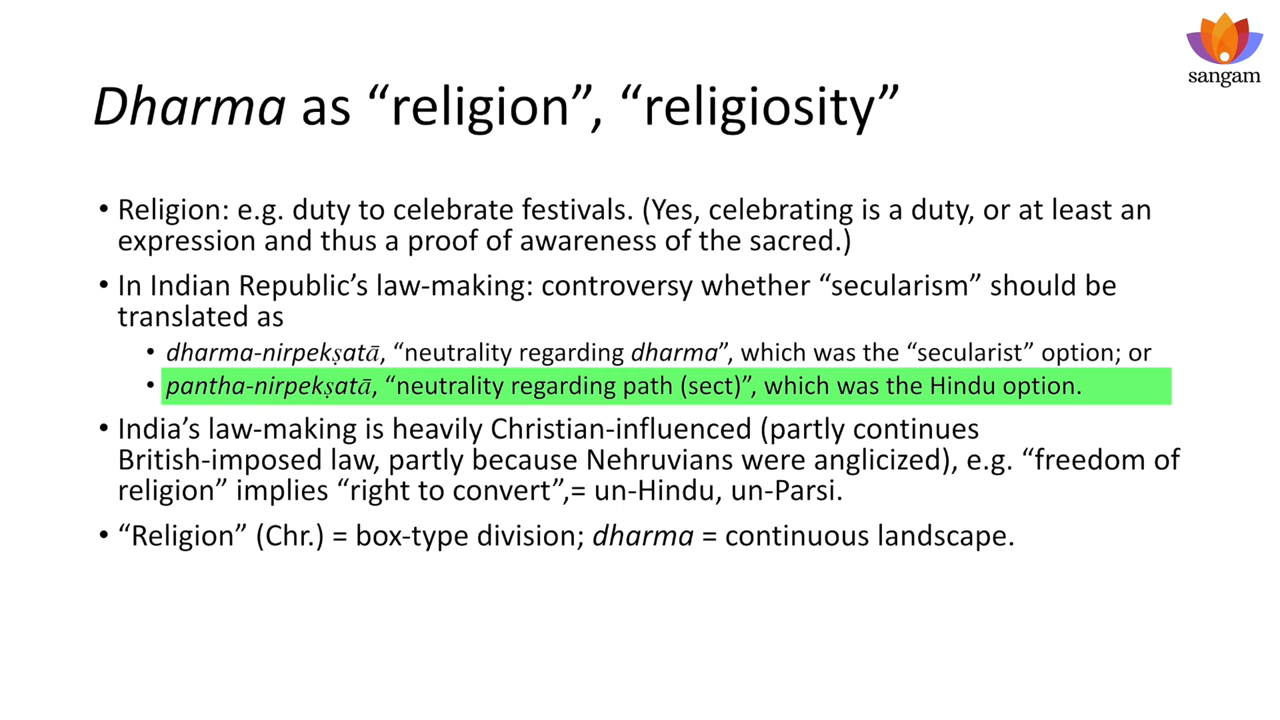 sangam
Dharma as “religion”, “religiosity”
• Religion: e.g. duty to celebrate festivals. (Yes, celebrating is a duty, or at least an
expression and thus a proof of awareness of the sacred.)
• In Indian Republic’s law-making: controversy whether “secularism” should be
translated as
• dharma-nirpekṣatā, “neutrality regarding dharma”, which was the “secularist” option; or
• pantha-nirpekṣatā, “neutrality regarding path (sect)”, which was the Hindu option.
• India’s law-making is heavily Christian-influenced (partly continues
British-imposed law, partly because Nehruvians were anglicized), e.g. “freedom of
religion” implies “right to convert”,= un-Hindu, un-Parsi.
• “Religion” (Chr.) = box-type division; dharma = continuous landscape.